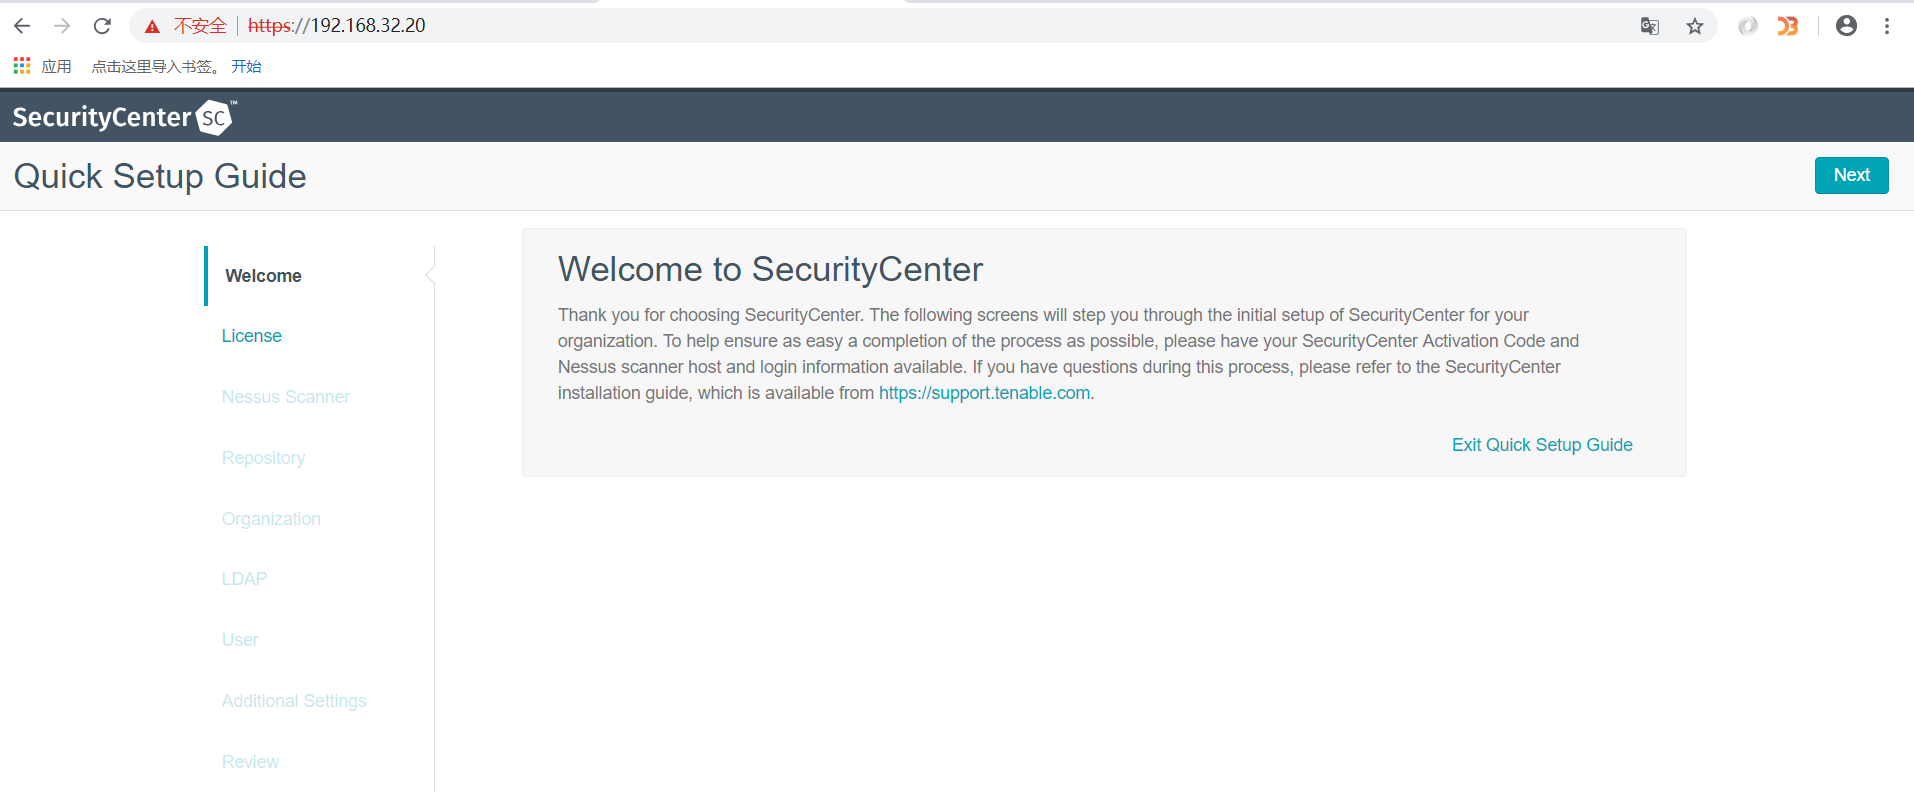 不安全 https://192.168.32.20
应用 点击这里导入书签。 开始
SecurityCenter SC ™
Quick Setup Guide
Next
Welcome
License
Nessus Scanner
Repository
Organization
LDAP
User
Additional Settings
Review
Welcome to SecurityCenter
Thank you for choosing SecurityCenter. The following screens will step you through the initial setup of SecurityCenter for your
organization. To help ensure as easy a completion of the process as possible, please have your SecurityCenter Activation Code and
Nessus scanner host and login information available. If you have questions during this process, please refer to the SecurityCenter
installation guide, which is available from https://support.tenable.com.
Exit Quick Setup Guide